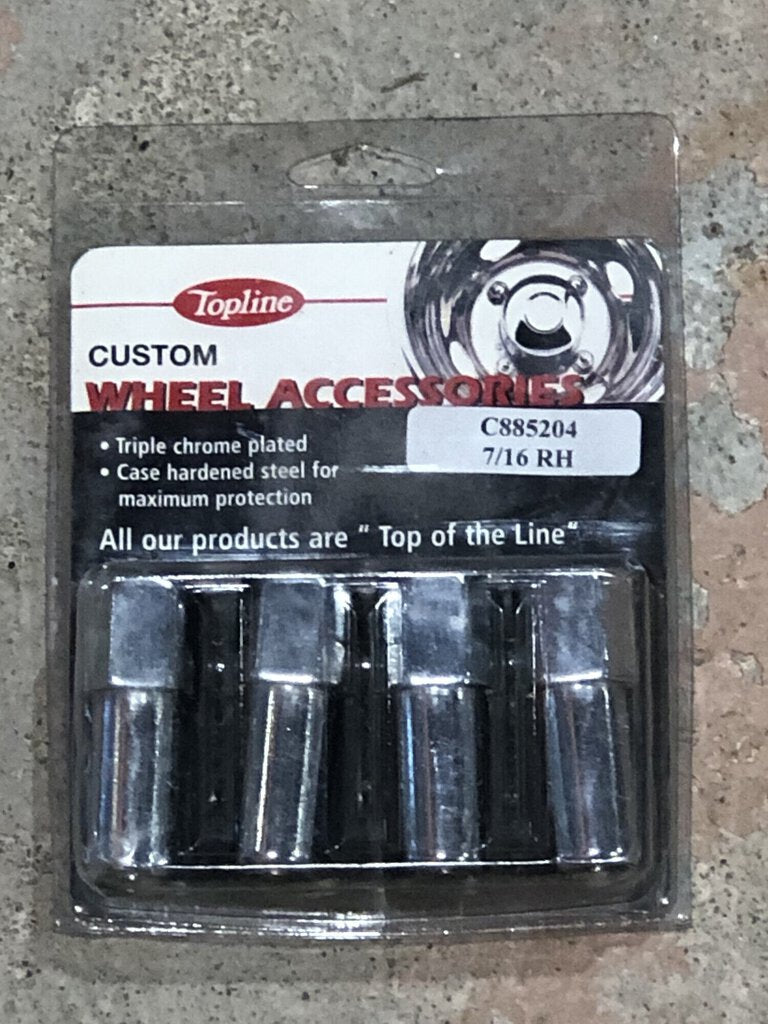 Topline
CUSTOM
WHEEL ACCESSORIES
C885204
7/16 RH
• Triple chrome plated
• Case hardened steel for
maximum protection
All our products are " Top of the Line"